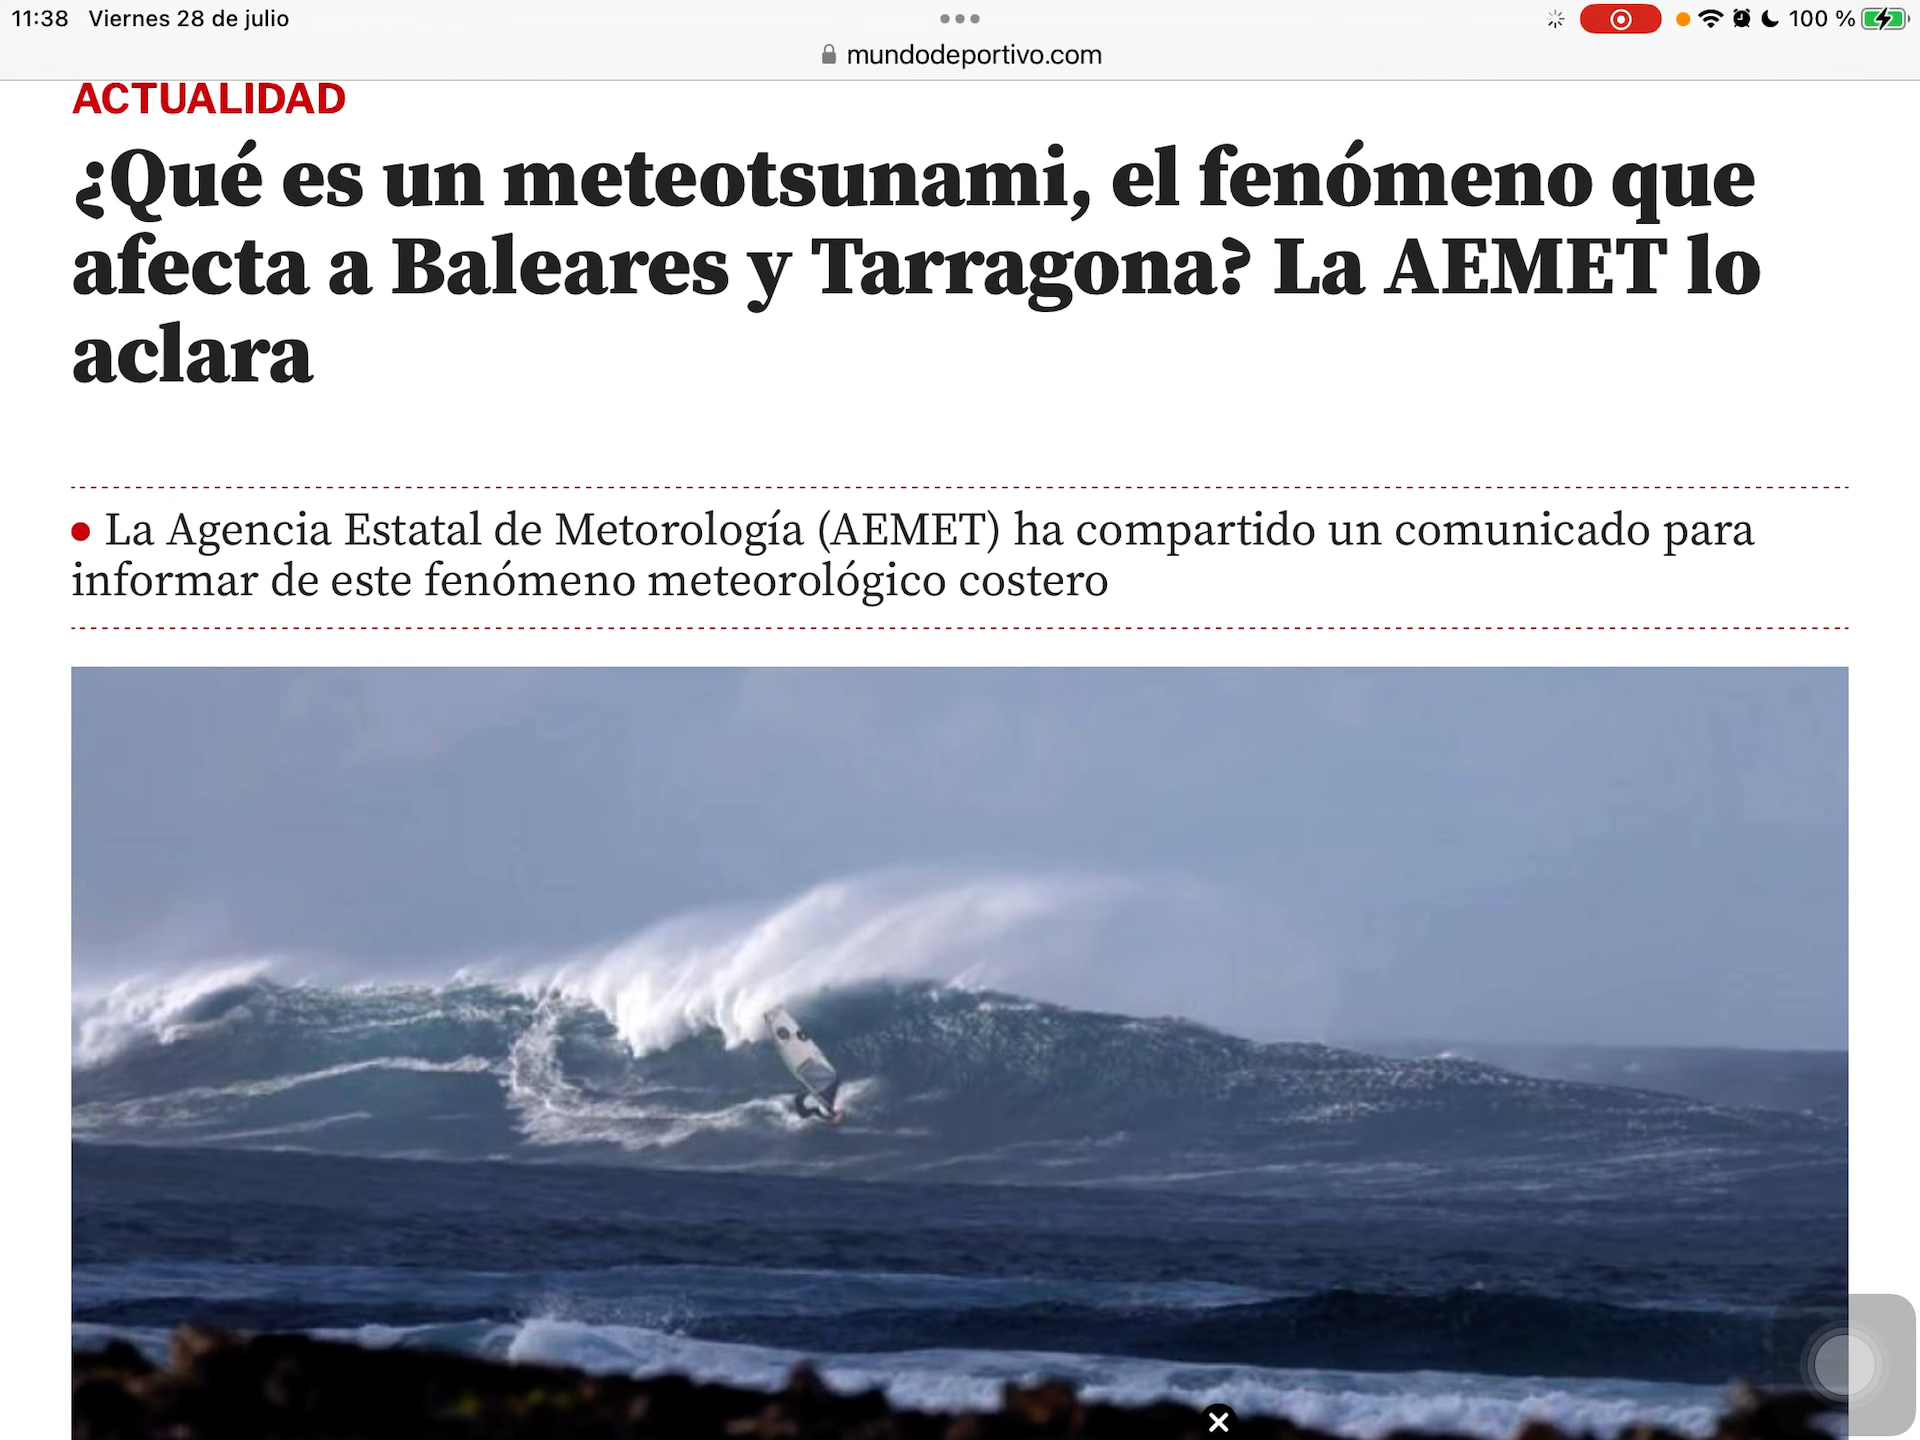 11:38 Viernes 28 de julio
100 %
mundodeportivo.com
ACTUALIDAD
¿Qué es un meteotsunami, el fenómeno que
afecta a Baleares y Tarragona? La AEMET lo
aclara
La Agencia Estatal de Metorología (AEMET) ha compartido un comunicado para
informar de este fenómeno meteorológico costero